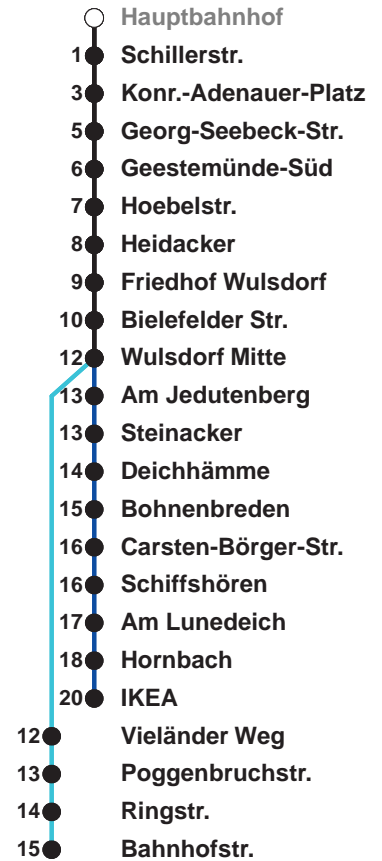 Hauptbahnhof
1 Schillerstr.
3 Konr.-Adenauer-Platz
5 Georg-Seebeck-Str.
6 Geestemünde-Süd
7 Hoebelstr.
8 Heidacker
9 Friedhof Wulsdorf
10 Bielefelder Str.
12 Wulsdorf Mitte
13 Am Jedutenberg
13 Steinacker
14 Deichhämme
15 Bohnenbreden
16 Carsten-Börger-Str.
16 Schiffshören
17 Am Lunedeich
18 Hornbach
20 IKEA
12 Vieländer Weg
13 Poggenbruchstr.
14 Ringstr.
15 Bahnhofstr.